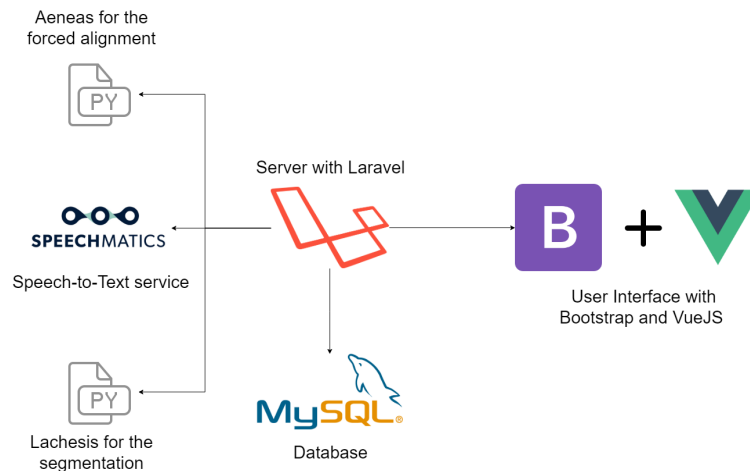 Aeneas for the
forced alignment
PY
Server with Laravel
SPEECHMATICS
Speech-to-Text service
B
User Interface with
Bootstrap and VueJS
PY
MySQL®
Lachesis for the
segmentation
Database